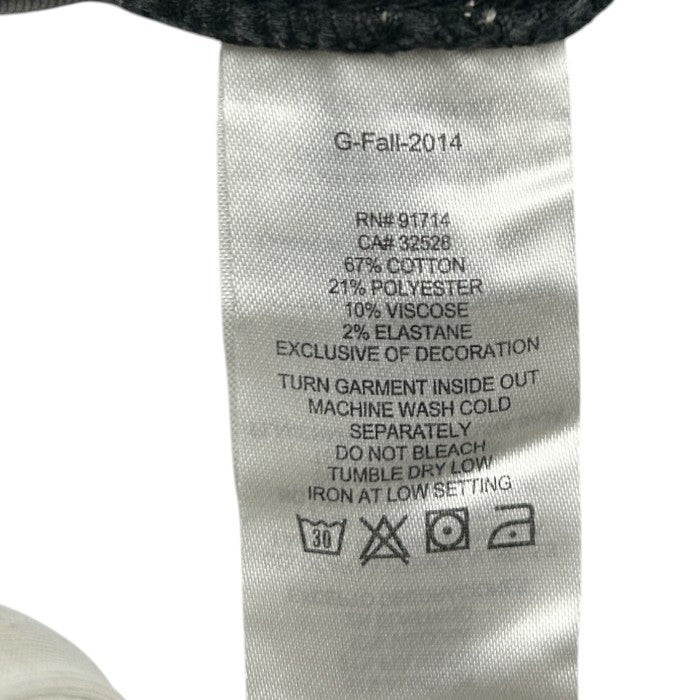 G-Fall-2014
RN# 91714
CA# 32528
67% COTTON
21% POLYESTER
10% VISCOSE
2% ELASTANE
EXCLUSIVE OF DECORATION
TURN GARMENT INSIDE OUT
MACHINE WASH COLD
SEPARATELY
DO NOT BLEACH
TUMBLE DRY LOW
IRON AT LOW SETTING
30